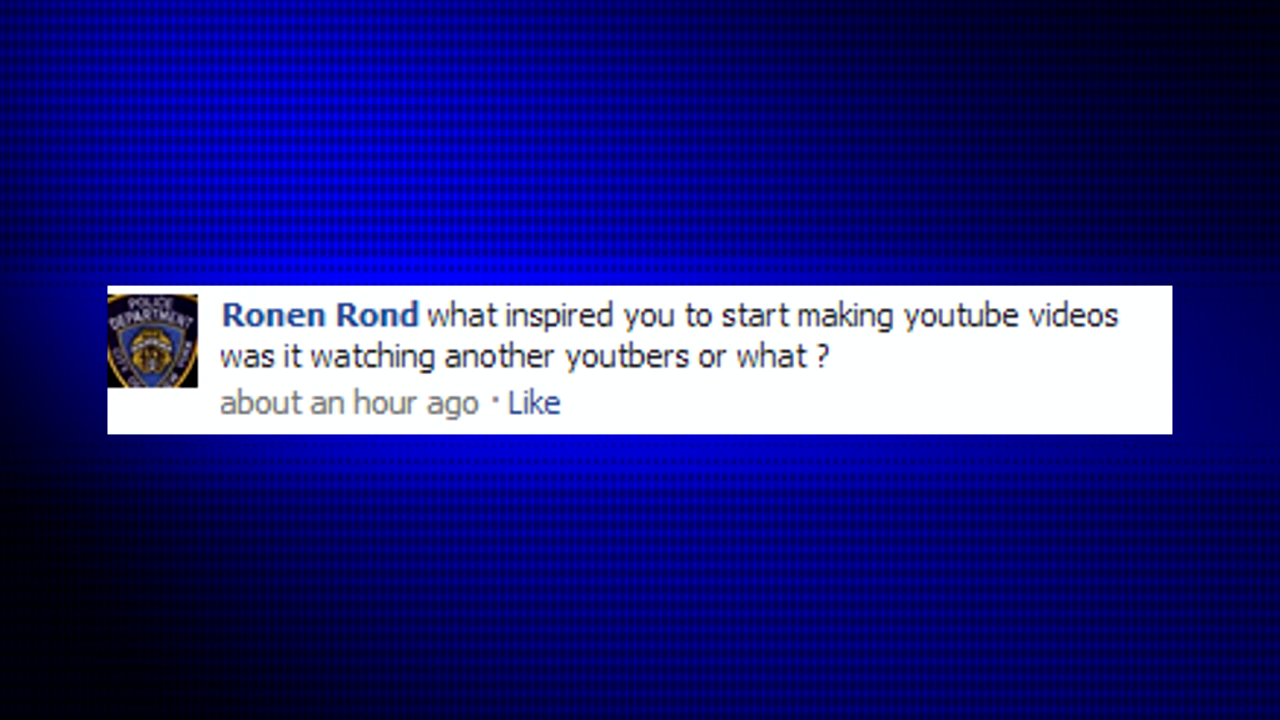 POLICE
DEPARTMENT
Ronen Rond what inspired you to start making youtube videos
was it watching another youtbers or what ?
about an hour ago · Like